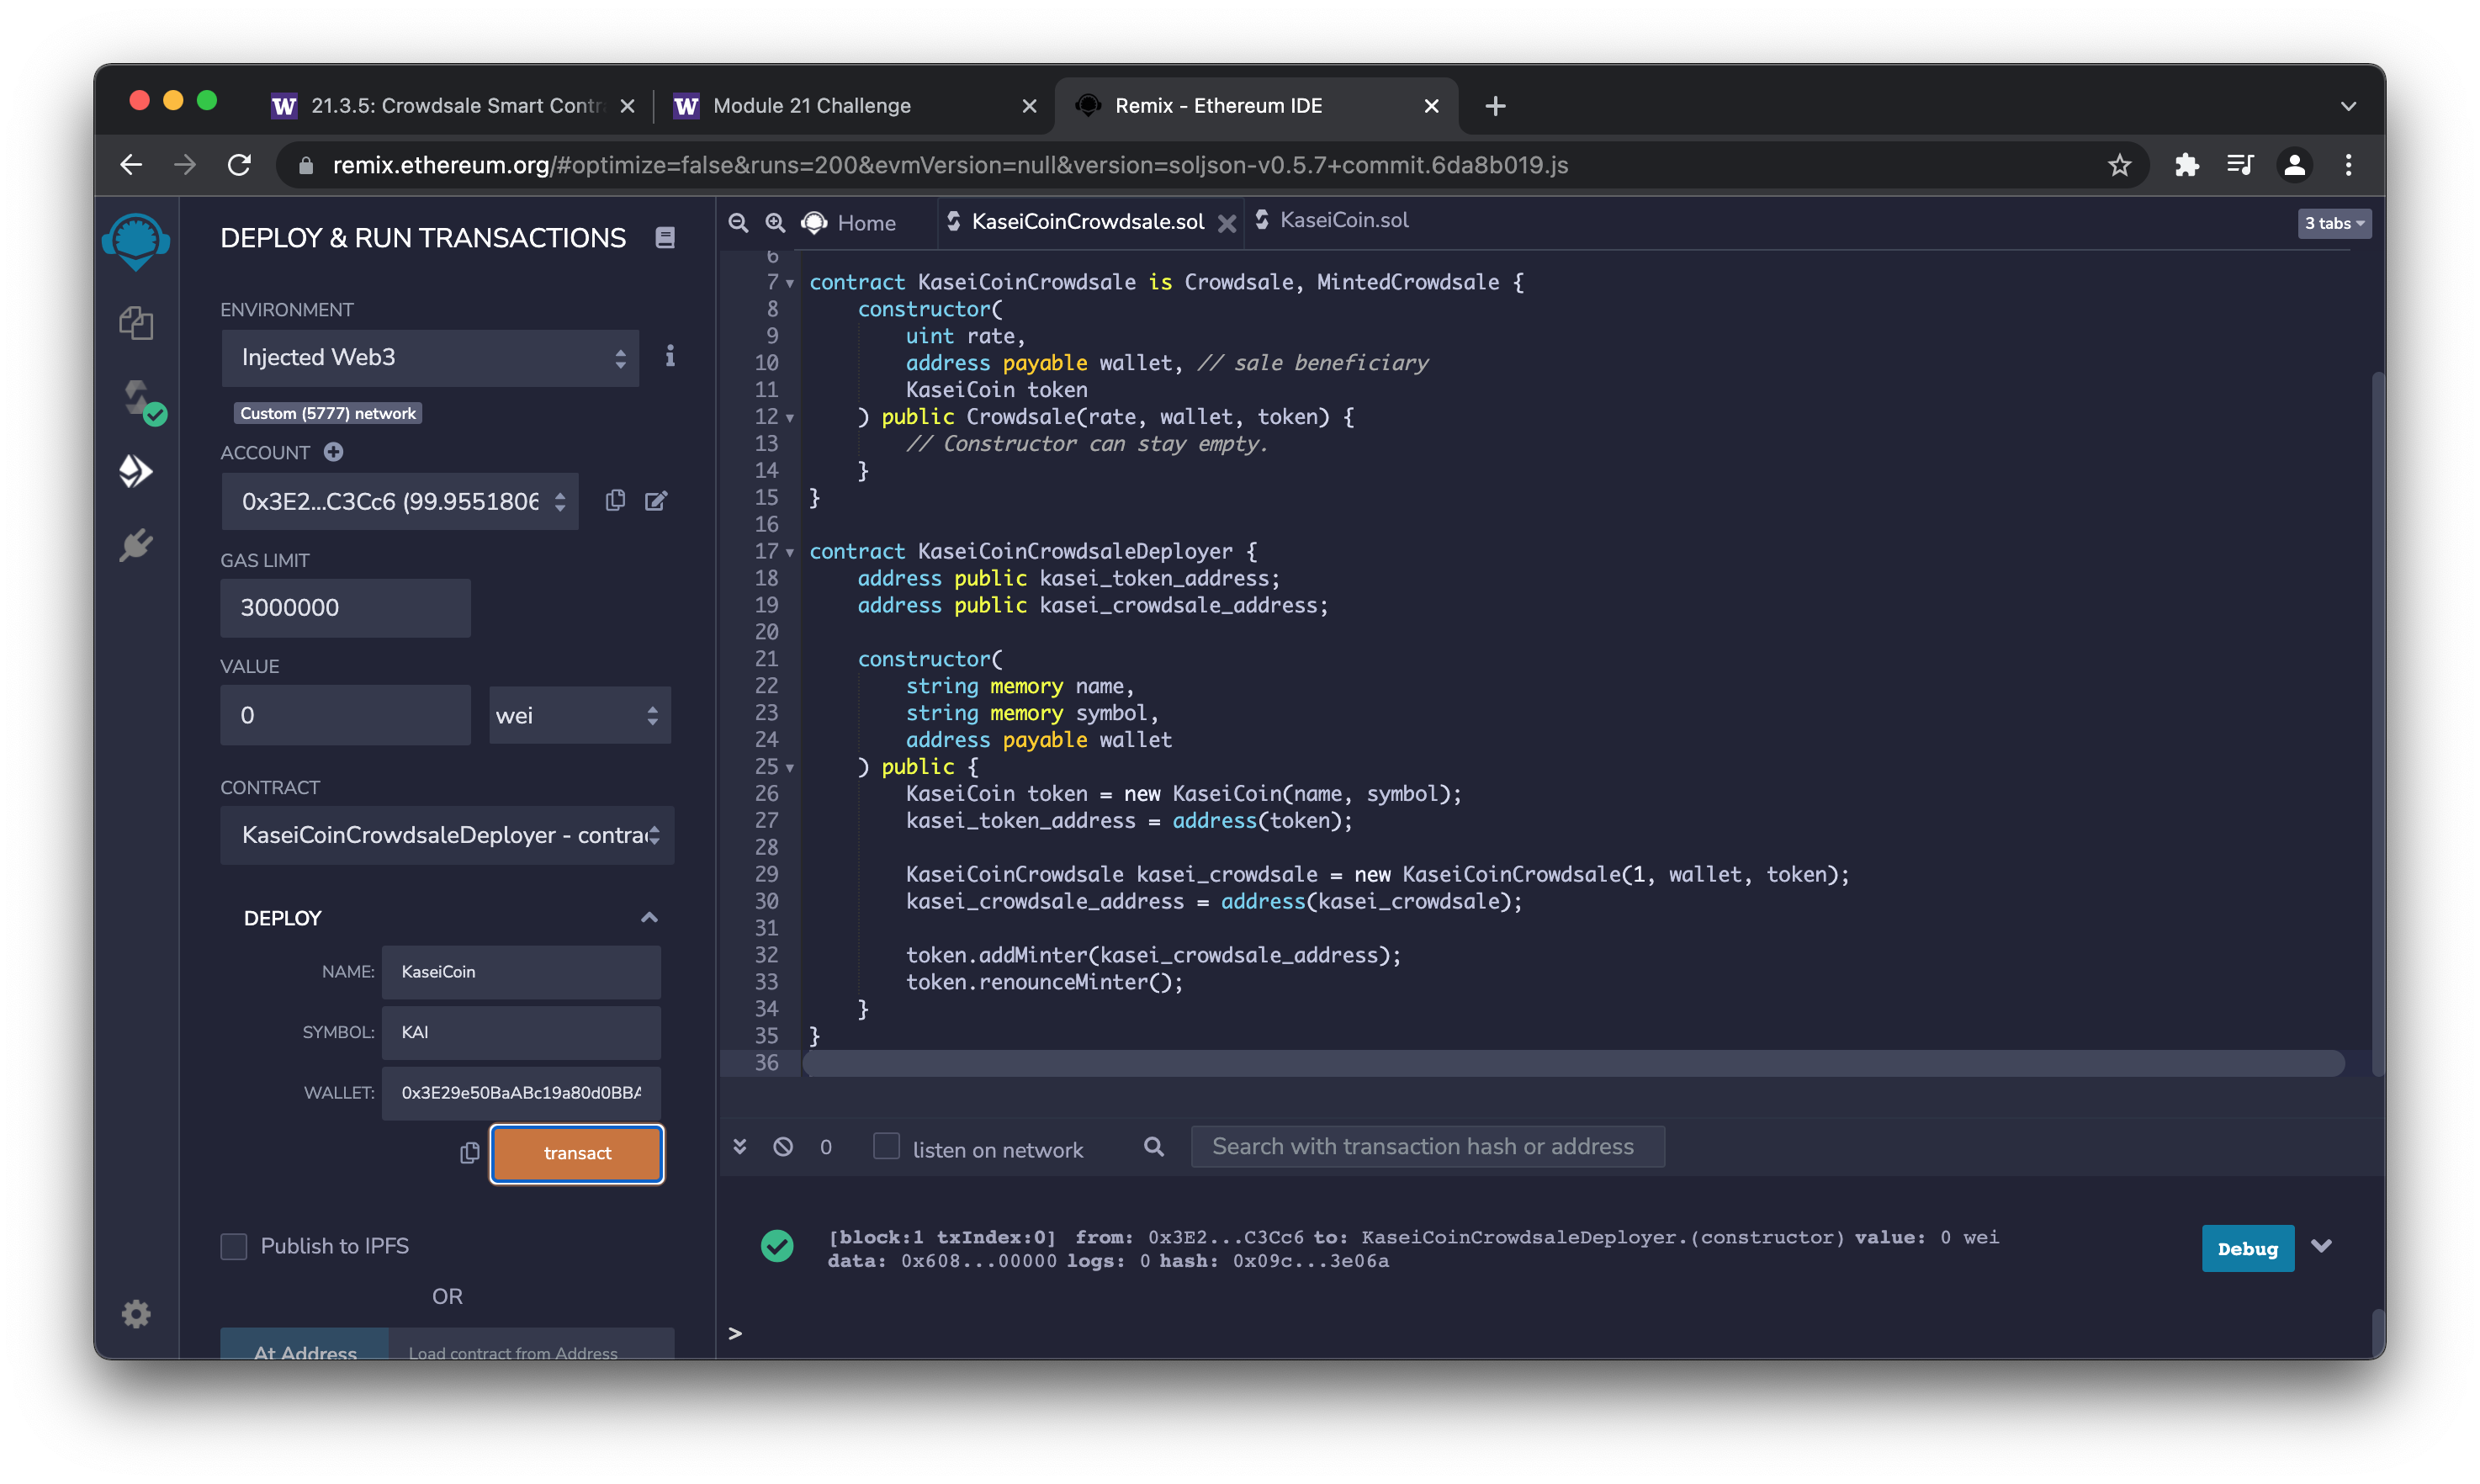 21.3.5: Crowdsale Smart Contr
Module 21 Challenge
Remix - Ethereum IDE
remix.ethereum.org/#optimize=false&runs=200&evmVersion=null&version=soljson-v0.5.7+commit.6da8b019.js
DEPLOY & RUN TRANSACTIONS
ENVIRONMENT
Injected Web3
Custom (5777) network
ACCOUNT
0x3E2...C3Cc6 (99.9551806
GAS LIMIT
3000000
VALUE
0
wei
CONTRACT
KaseiCoinCrowdsaleDeployer - contrac
DEPLOY
NAME: KaseiCoin
SYMBOL: KAI
WALLET: 0x3E29e50BaABc19a80d0BBA
transact
Publish to IPFS
OR
At Address
Load contract from Address
Home
KaseiCoinCrowdsale.sol
KaseiCoin.sol
3 tabs
6
7 contract KaseiCoinCrowdsale is Crowdsale, MintedCrowdsale {
8 constructor(
9 uint rate,
10 address payable wallet, // sale beneficiary
11 KaseiCoin token
12 ) public Crowdsale(rate, wallet, token) {
13 // Constructor can stay empty.
14 }
15 }
16
17 contract KaseiCoinCrowdsaleDeployer {
18 address public kasei_token_address;
19 address public kasei_crowdsale_address;
20
21 constructor(
22 string memory name,
23 string memory symbol,
24 address payable wallet
25 ) public {
26 KaseiCoin token = new KaseiCoin(name, symbol);
27 kasei_token_address = address(token);
28
29 KaseiCoinCrowdsale kasei_crowdsale = new KaseiCoinCrowdsale(1, wallet, token);
30 kasei_crowdsale_address = address(kasei_crowdsale);
31
32 token.addMinter(kasei_crowdsale_address);
33 token.renounceMinter();
34 }
35 }
36
0
listen on network
Search with transaction hash or address
[block:1 txIndex:0] from: 0x3E2...C3Cc6 to: KaseiCoinCrowdsaleDeployer.(constructor) value: 0 wei
data: 0x608...00000 logs: 0 hash: 0x09c...3e06a
Debug
>